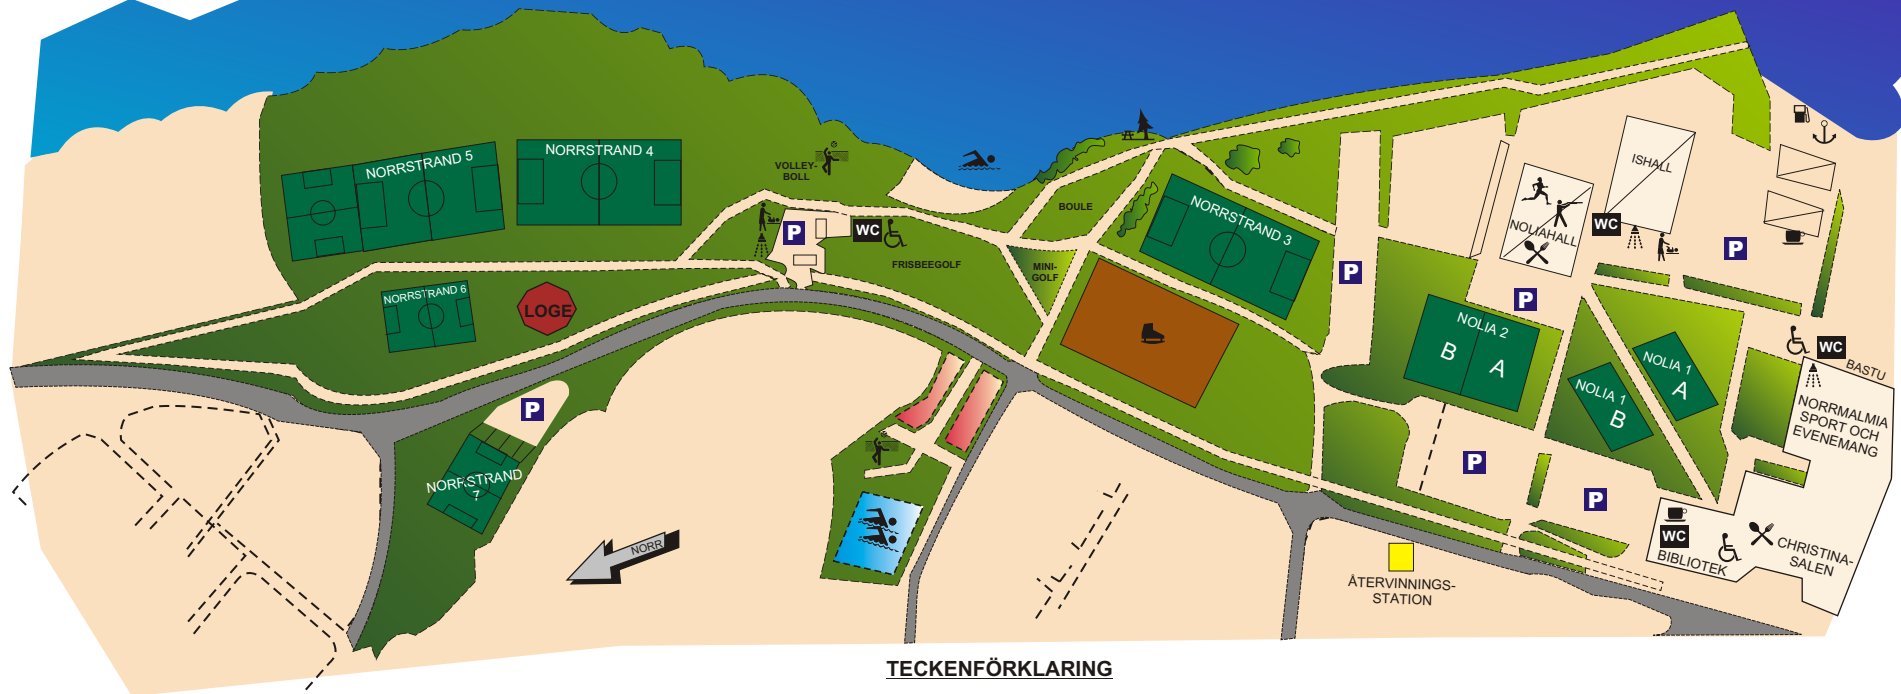 NORRSTRAND 5
NORRSTRAND 4
VOLLEY-
BOLL
P
WC
FRISBEEGOLF
BOULE
MINI-
GOLF
NORRSTRAND 3
P
NORRSTRAND 6
LOGE
P
NORRSTRAND
7
NORR
ISHALL
NOLIAHALL
WC
P
P
NOLIA 2
B
A
NOLIA 1
A
NOLIA 1
B
WC
BASTU
NORRMALMIA
SPORT OCH
EVENEMANG
P
P
WC
BIBLIOTEK
CHRISTINA-
SALEN
ÅTERVINNINGS-
STATION
TECKENFÖRKLARING